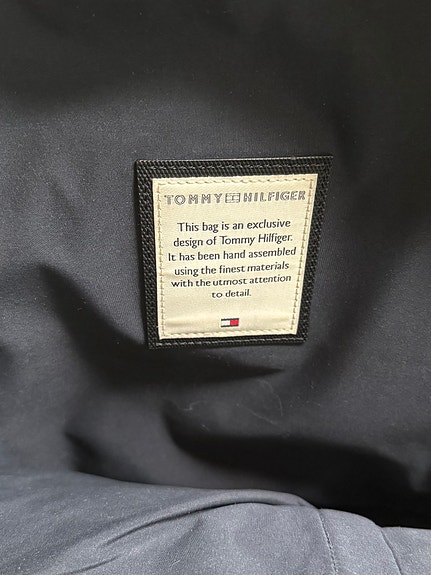 TOMMY HILFIGER
This bag is an exclusive
design of Tommy Hilfiger.
It has been hand assembled
using the finest materials
with the utmost attention
to detail.